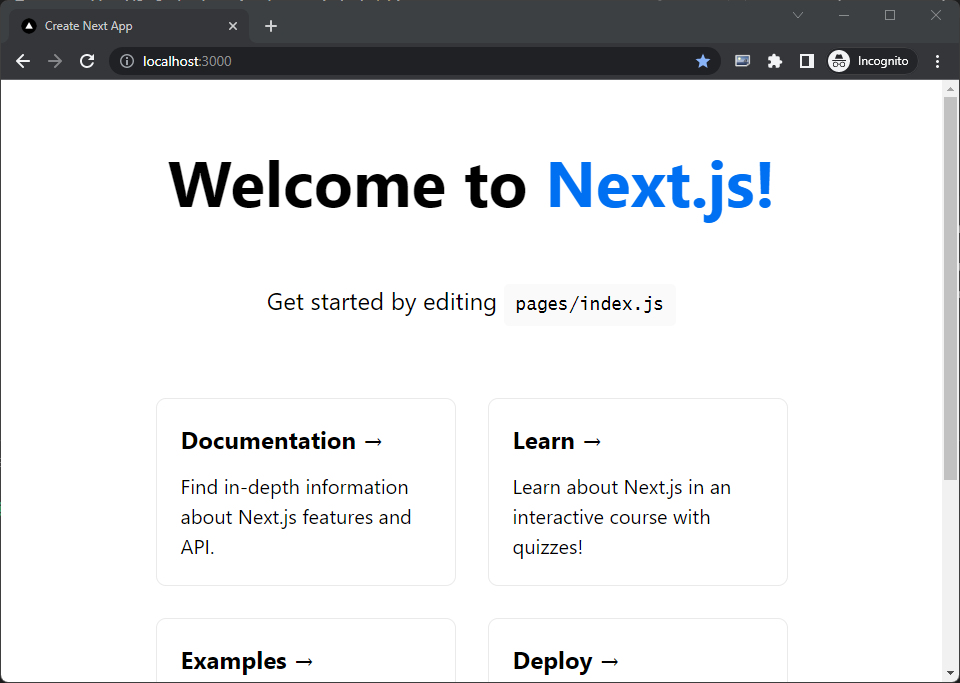 Create Next App
localhost:3000
Incognito
Welcome to Next.js!
Get started by editing pages/index.js
Documentation →
Find in-depth information
about Next.js features and
API.
Learn →
Learn about Next.js in an
interactive course with
quizzes!
Examples →
Deploy →